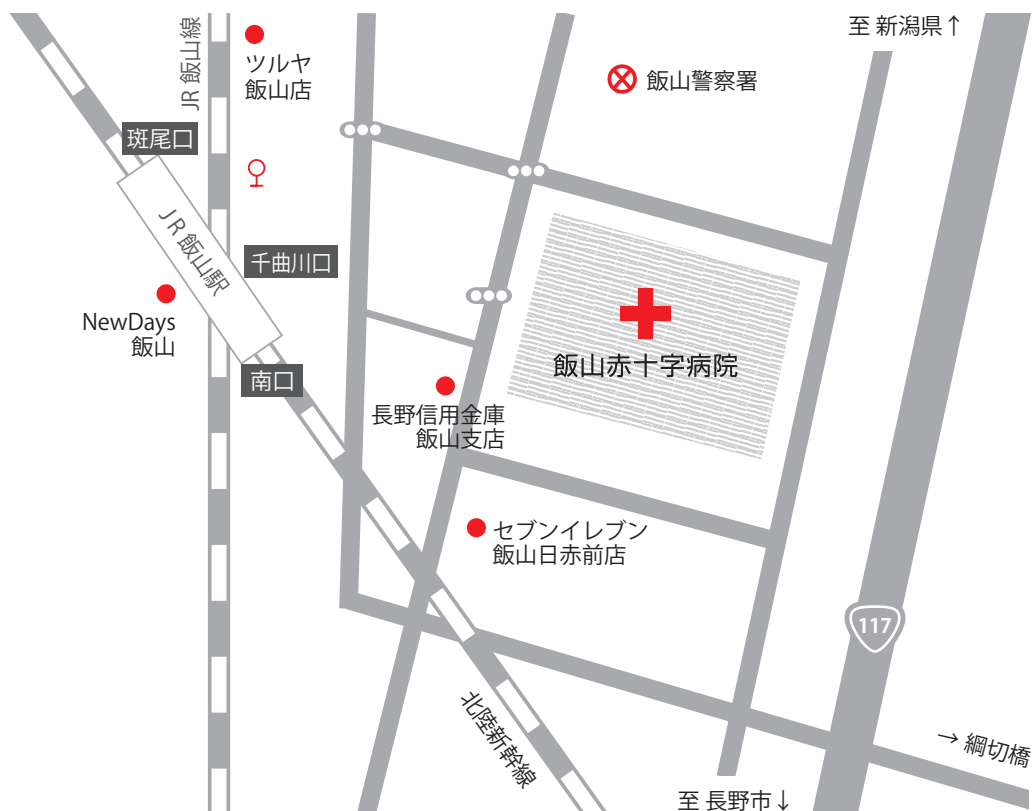 至 新潟県↑
JR 飯山線
ツルヤ
飯山店
飯山警察署
斑尾口
JR 飯山駅
千曲川口
NewDays
飯山
南口
飯山赤十字病院
長野信用金庫
飯山支店
セブンイレブン
飯山日赤前店
117
北陸新幹線
→ 綱切橋
至 長野市↓